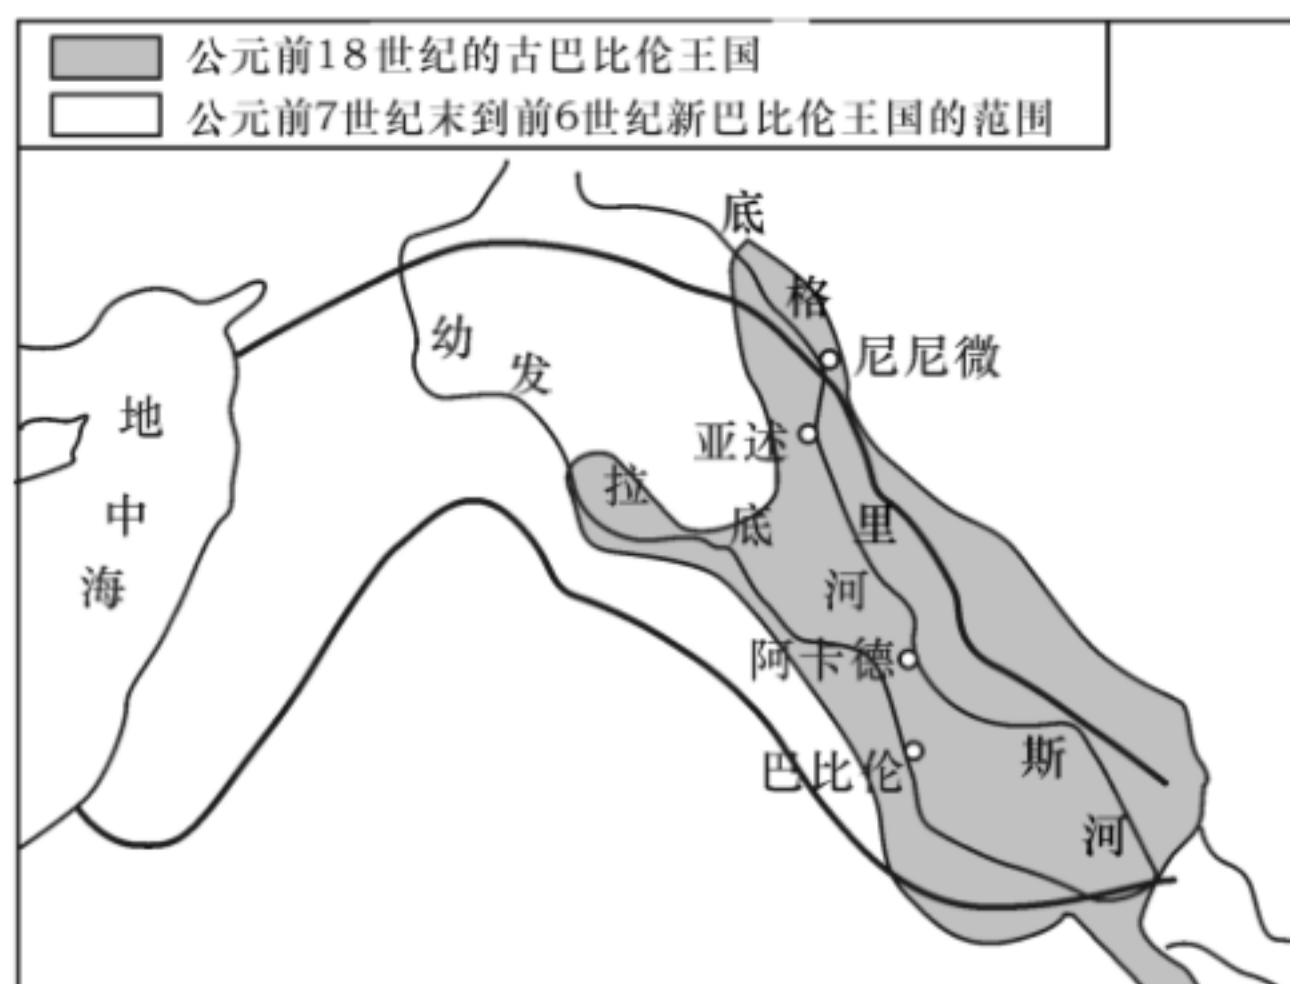 公元前18世纪的古巴比伦王国
公元前7世纪末到前6世纪新巴比伦王国的范围
底
格
里
斯
河
幼
发
拉
底
河
尼尼微
亚述
阿卡德
巴比伦
地
中
海